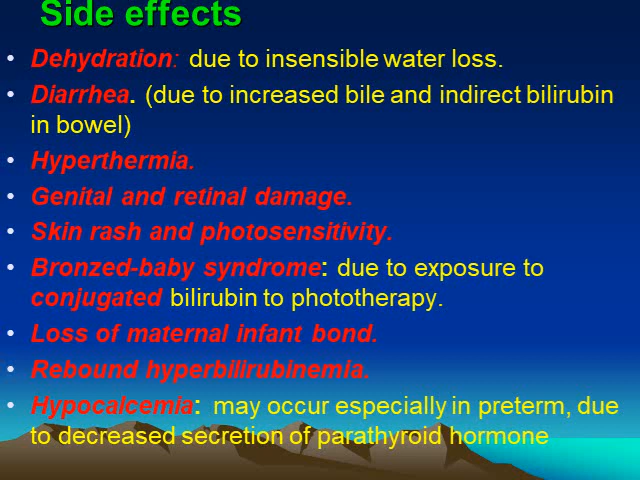 Side effects
• Dehydration: due to insensible water loss.
• Diarrhea. (due to increased bile and indirect bilirubin
in bowel)
• Hyperthermia.
• Genital and retinal damage.
• Skin rash and photosensitivity.
• Bronzed-baby syndrome: due to exposure to
conjugated bilirubin to phototherapy.
• Loss of maternal infant bond.
• Rebound hyperbilirubinemia.
• Hypocalcemia: may occur especially in preterm, due
to decreased secretion of parathyroid hormone